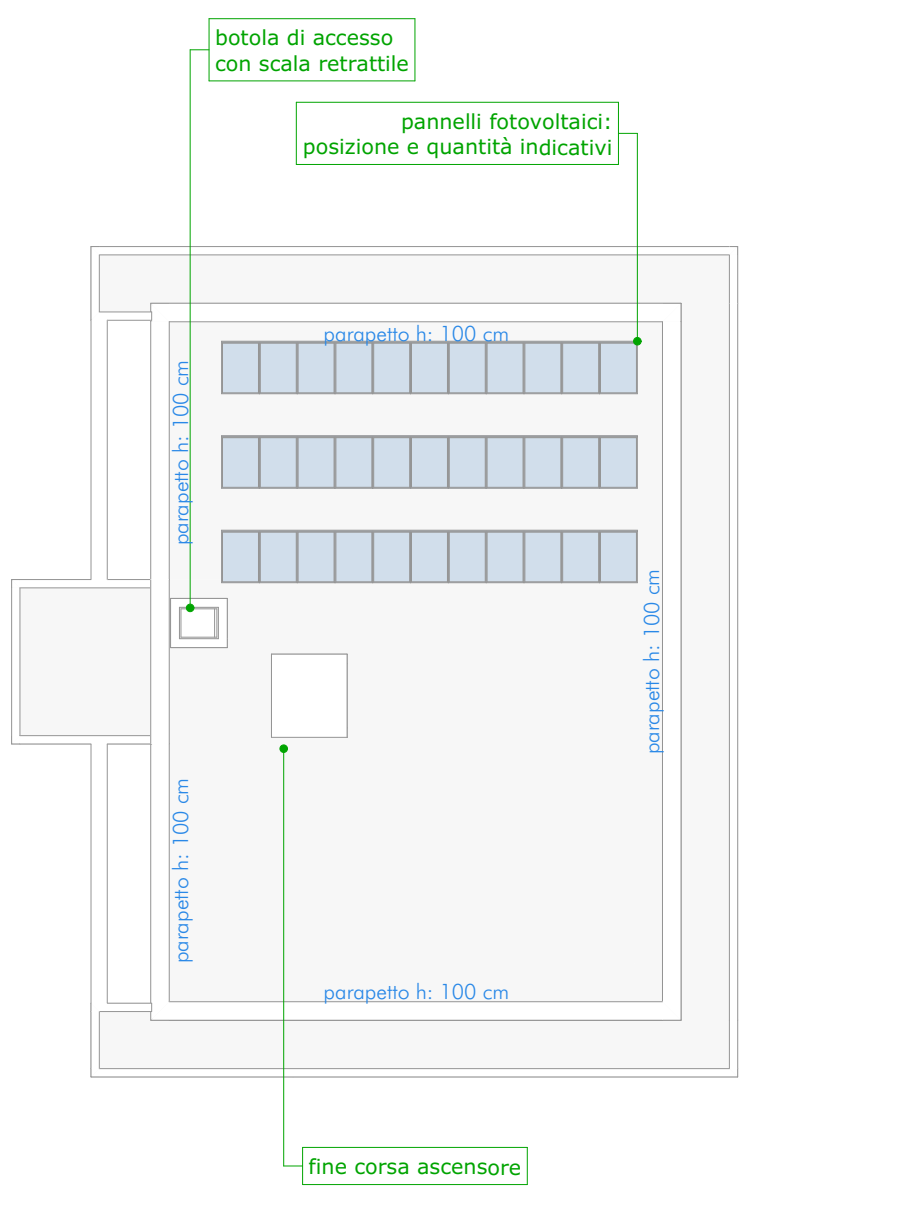 botola di accesso
con scala retrattile
pannelli fotovoltaici:
posizione e quantità indicativi
parapetto h: 100 cm
parapetto h: 100 cm
parapetto h: 100 cm
parapetto h: 100 cm
parapetto h: 100 cm
fine corsa ascensore